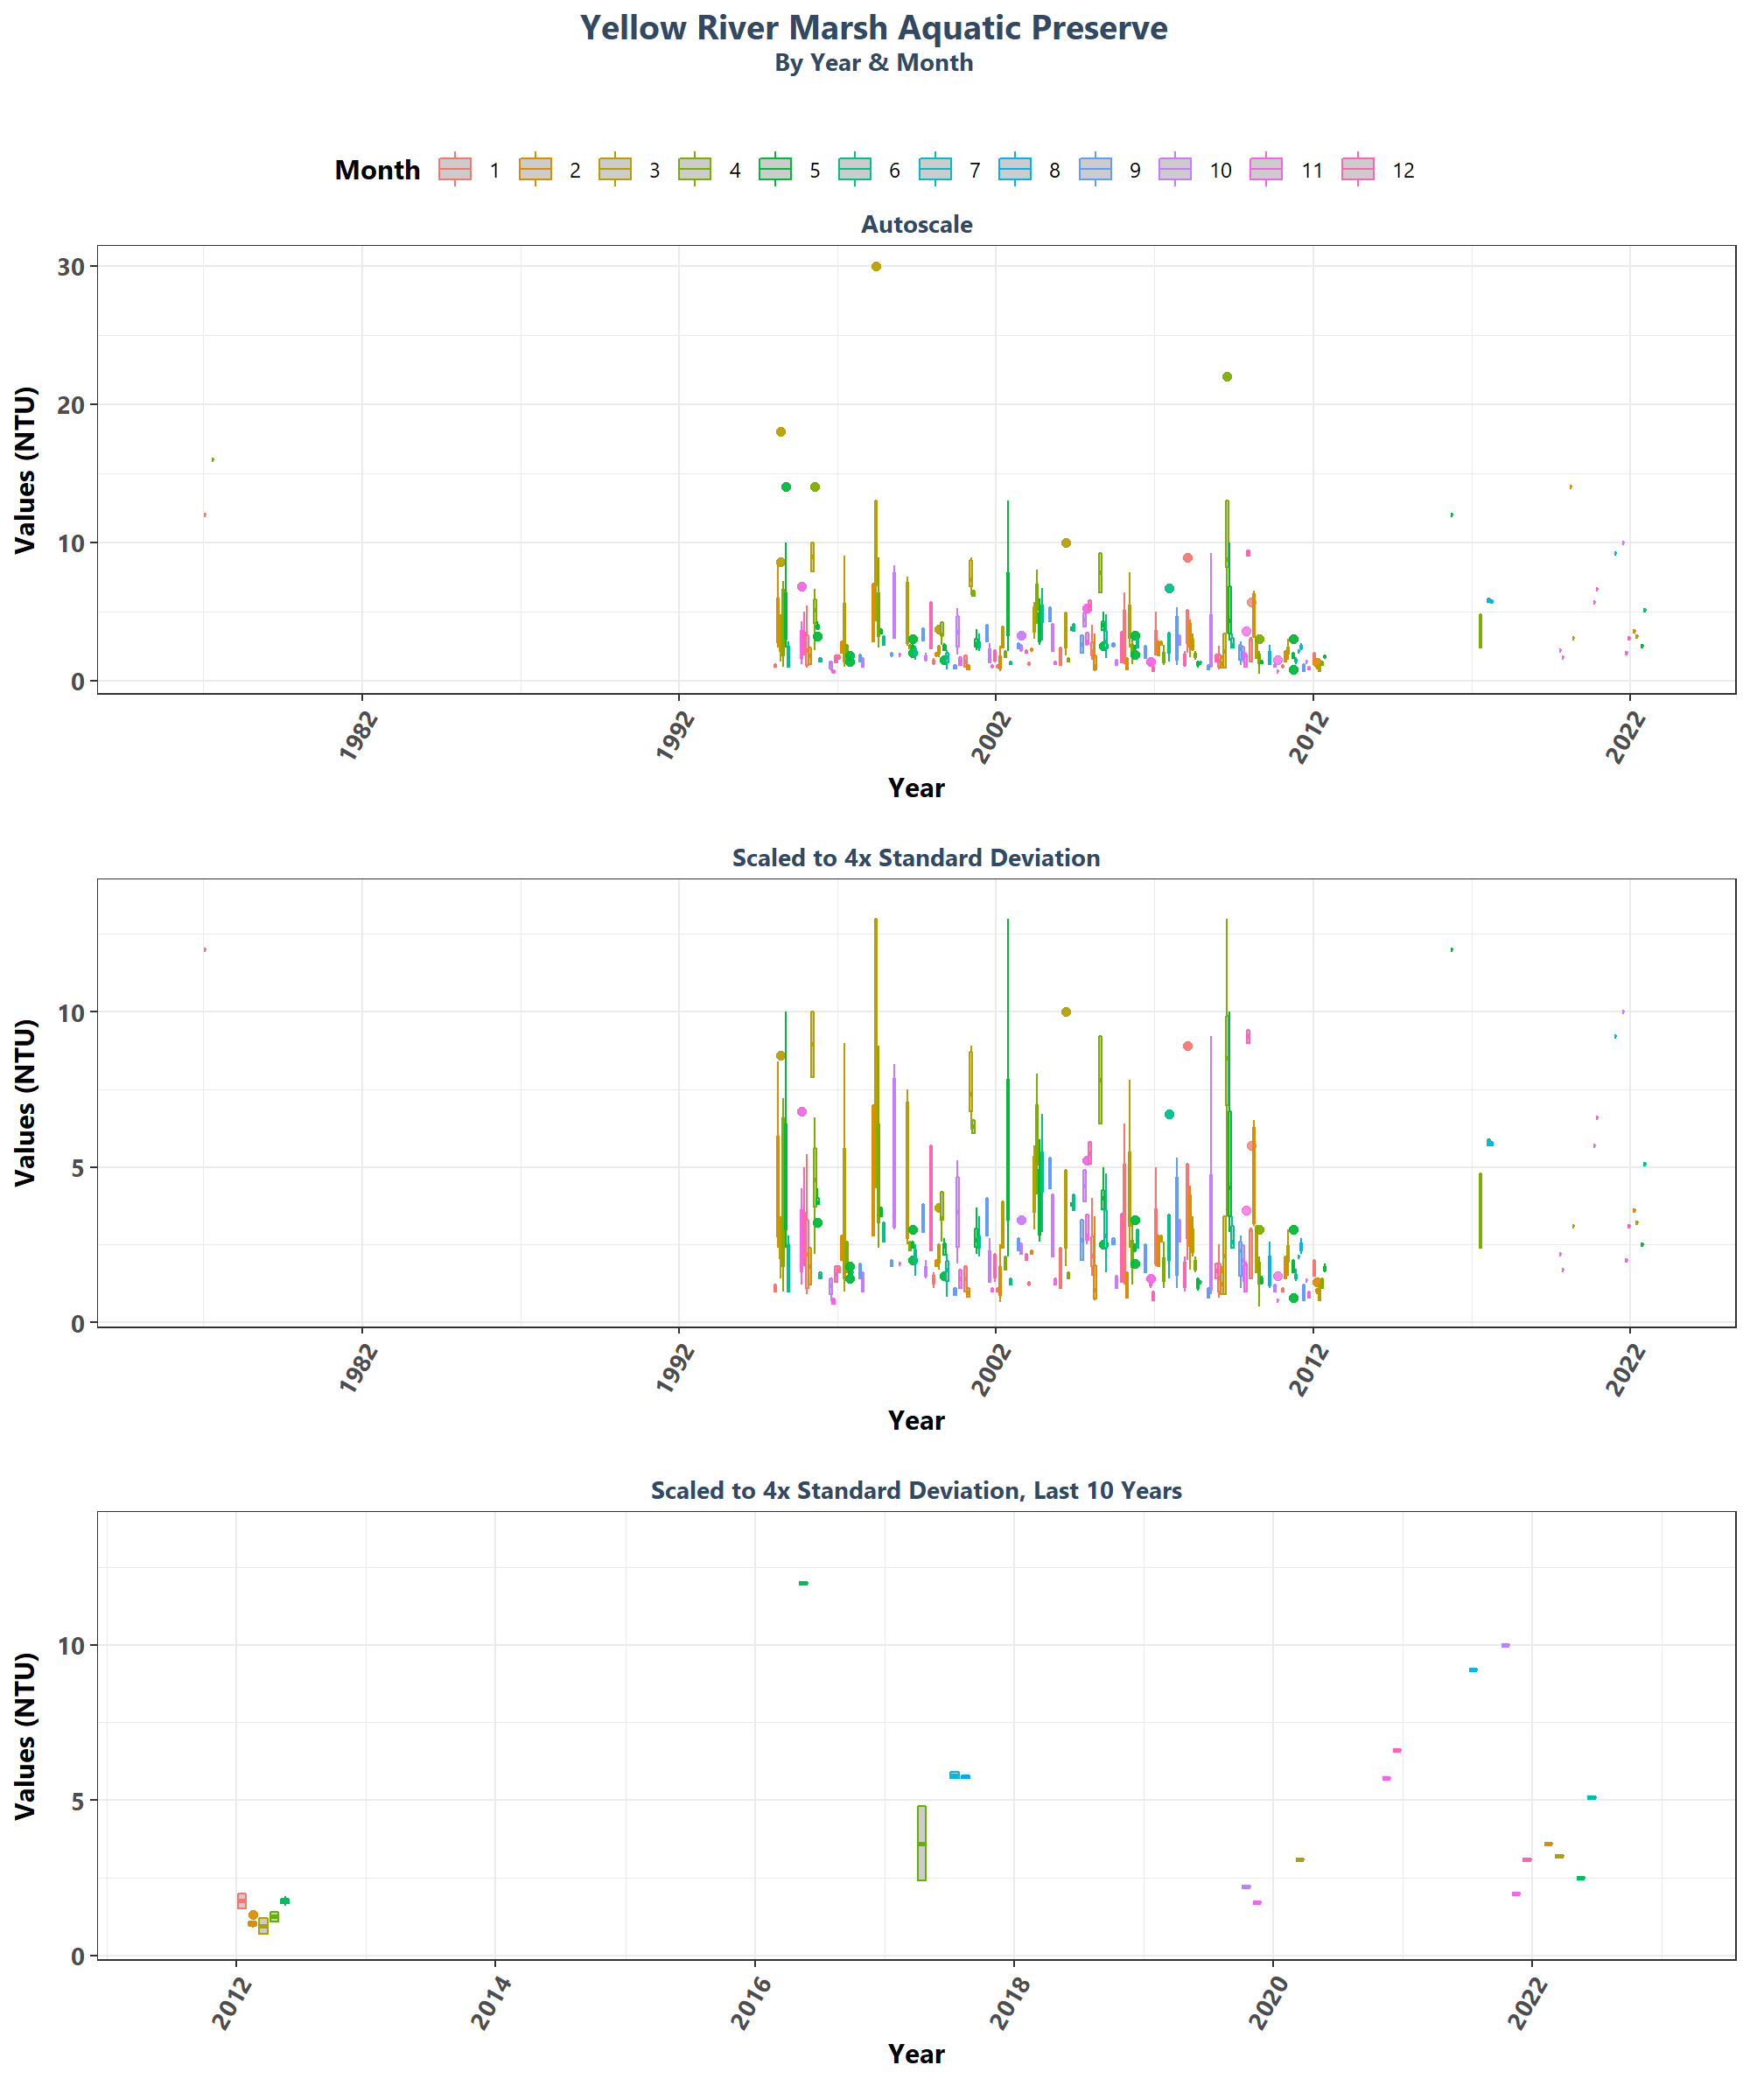 Yellow River Marsh Aquatic Preserve
By Year & Month
Month 1 2 3 4 5 6 7 8 9 10 11 12
Autoscale
Values (NTU)
30
20
10
0
1982 1992 2002 2012 2022
Year
Scaled to 4x Standard Deviation
Values (NTU)
10
5
0
1982 1992 2002 2012 2022
Year
Scaled to 4x Standard Deviation, Last 10 Years
Values (NTU)
10
5
0
2012 2014 2016 2018 2020 2022
Year